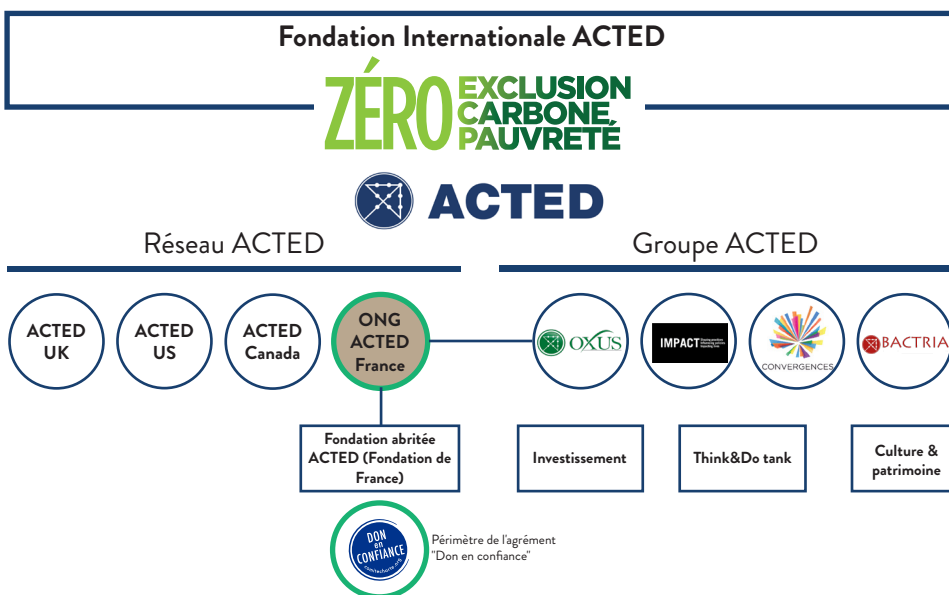 Fondation Internationale ACTED
ZÉRO EXCLUSION
CARBONE
PAUVRETÉ
ACTED
Réseau ACTED
Groupe ACTED
ACTED
UK
ACTED
US
ACTED
Canada
ONG
ACTED
France
OXUS
IMPACT
CONVERGENCES
BACTRIA
Fondation abritée
ACTED (Fondation de
France)
Investissement
Think&Do tank
Culture &
patrimoine
DON
en
CONFIANCE
Périmètre de l'agrément
"Don en confiance"